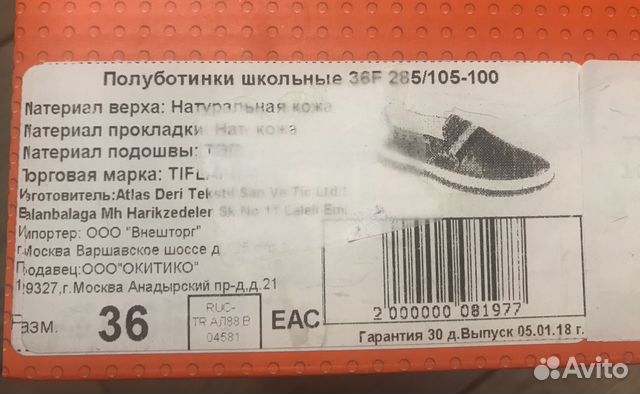 Полуботинки школьные 36F 285/105-100
Материал верха: Натуральная кожа
Материал прокладки: Нат. кожа
Материал подошвы:
Торговая марка:
Изготовитель:Atlas Deri Tekstil San Ve Tic Ltd
Balanbalaga Mh Harikzedeler Sk No 11 Laleli
Импортер: ООО "Внешторг"
г.Москва Варшавское шоссе д
Продавец:ООО"ОКИТИКО"
г.Москва Анадырский пр-д,д.21
Разм. 36
RUC-
TR АЛ88.В
04581
EAC
2 000000 081977
Гарантия 30 д.Выпуск 05.01.18 г.
Avito